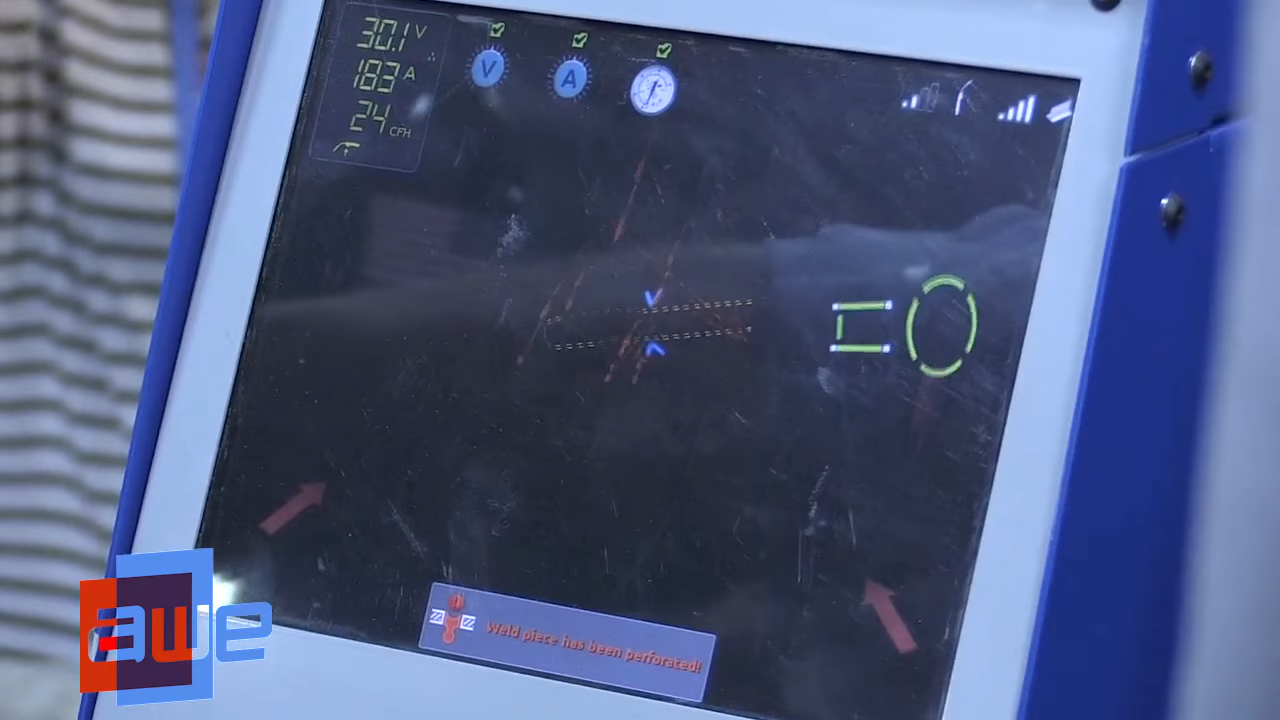 30.1 V
183 A
24 CFH
V
A
Weld piece has been perforated!
awe